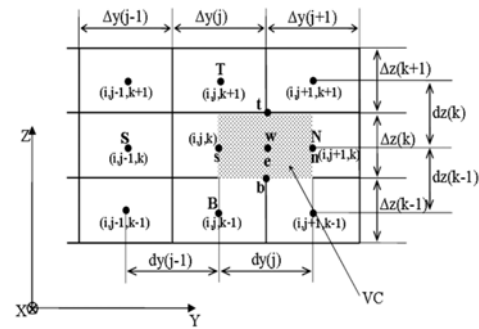 Δy(j-1) Δy(j) Δy(j+1)
T Δz(k+1)
(i,j-1,k+1) (i,j,k+1) (i,j+1,k+1)
t dz(k)
Z
S (i,j,k) w N Δz(k)
(i,j-1,k) s e n (i,j+1,k)
b dz(k-1)
B Δz(k-1)
(i,j-1,k-1) (i,j,k-1) (i,j+1,k-1)
dy(j-1) dy(j)
VC
X Y